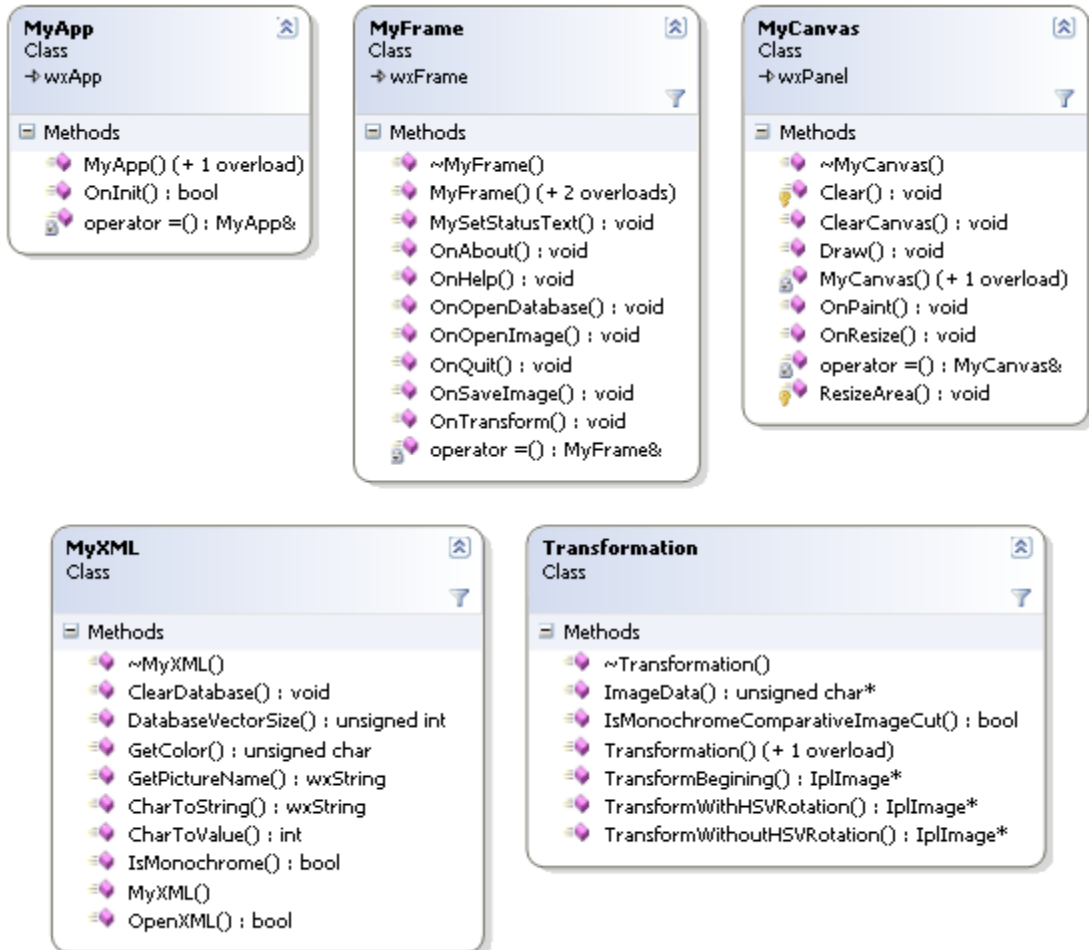 MyApp
Class
wxApp
Methods
MyApp() (+ 1 overload)
OnInit() : bool
operator =() : MyApp&
MyFrame
Class
wxFrame
Methods
~MyFrame()
MyFrame() (+ 2 overloads)
MySetStatusText() : void
OnAbout() : void
OnHelp() : void
OnOpenDatabase() : void
OnOpenImage() : void
OnQuit() : void
OnSaveImage() : void
OnTransform() : void
operator =() : MyFrame&
MyCanvas
Class
wxPanel
Methods
~MyCanvas()
Clear() : void
ClearCanvas() : void
Draw() : void
MyCanvas() (+ 1 overload)
OnPaint() : void
OnResize() : void
operator =() : MyCanvas&
ResizeArea() : void
MyXML
Class
Methods
~MyXML()
ClearDatabase() : void
DatabaseVectorSize() : unsigned int
GetColor() : unsigned char
GetPictureName() : wxString
CharToString() : wxString
CharToValue() : int
IsMonochrome() : bool
MyXML()
OpenXML() : bool
Transformation
Class
Methods
~Transformation()
ImageData() : unsigned char*
IsMonochromeComparativeImageCut() : bool
Transformation() (+ 1 overload)
TransformBegining() : IplImage*
TransformWithHSVRotation() : IplImage*
TransformWithoutHSVRotation() : IplImage*